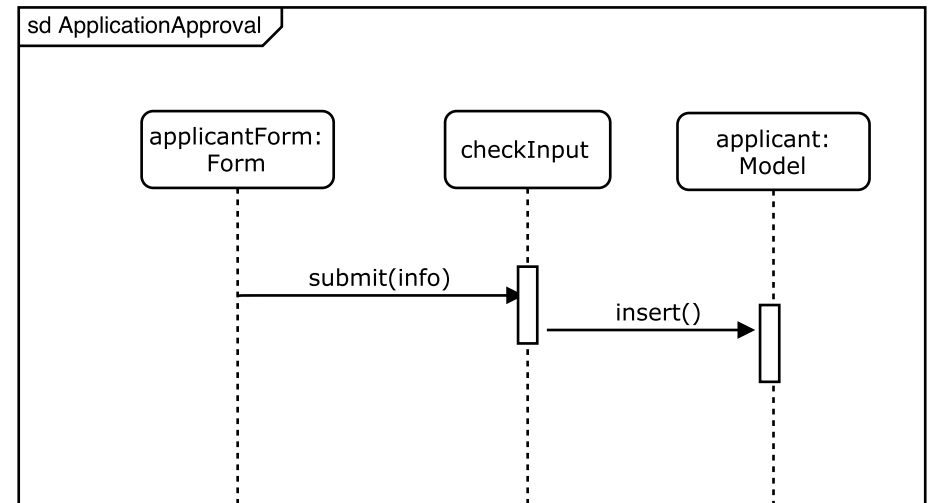 sd ApplicationApproval
applicantForm:
Form
checkInput
applicant:
Model
submit(info)
insert()